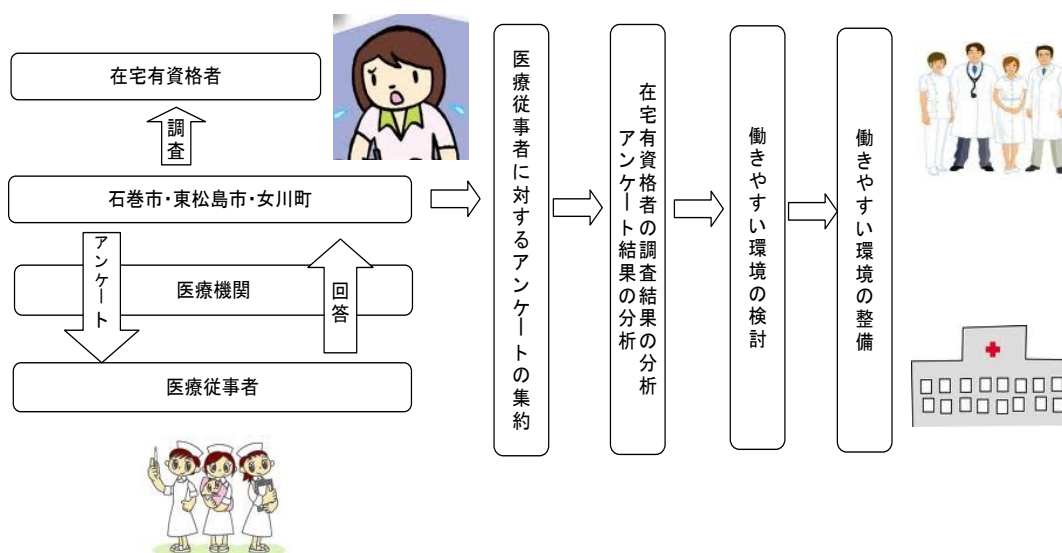 在宅有資格者
調査
石巻市・東松島市・女川町
アンケート
医療機関
回答
医療従事者
医療従事者に対するアンケートの集約
在宅有資格者の調査結果の分析
アンケート結果の分析
働きやすい環境の検討
働きやすい環境の整備